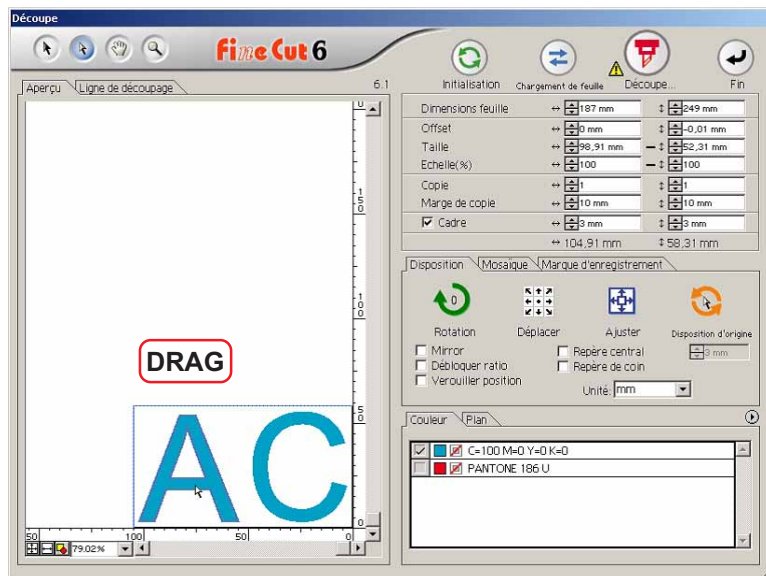 Découpe
FineCut 6
Initialisation
Chargement de feuille
Découpe...
Fin
Aperçu
Ligne de découpage
6.1
Dimensions feuille ↔ 187 mm ↕ 249 mm
Offset ↔ 0 mm ↕ -0,01 mm
Taille ↔ 98,91 mm ↕ 52,31 mm
Echelle(%) ↔ 100 ↕ 100
Copie ↔ 1 ↕ 1
Marge de copie ↔ 10 mm ↕ 10 mm
Cadre ↔ 3 mm ↕ 3 mm
↔ 104,91 mm ↕ 58,31 mm
Disposition
Mosaïque
Marque d'enregistrement
0
Rotation
Déplacer
Ajuster
Disposition d'origine
Mirror
Débloquer ratio
Verouiller position
Repère central
Repère de coin
3 mm
Unité: mm
Couleur
Plan
C=100 M=0 Y=0 K=0
PANTONE 186 U
DRAG
AC
150
100
50
0
50
100
50
0
79.02%